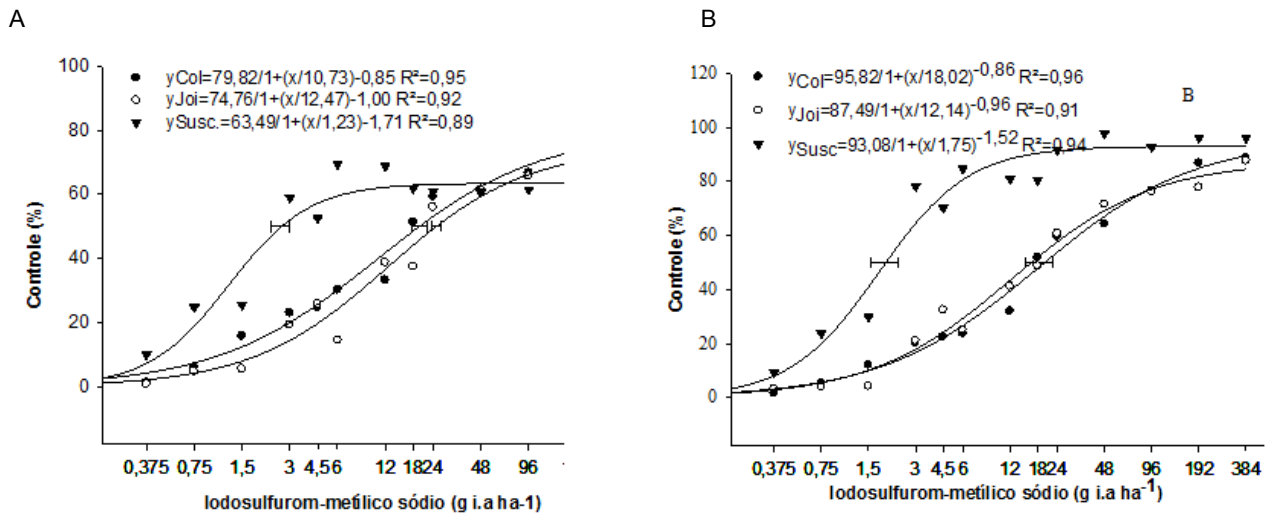 A
100
80
60
40
20
0
Controle (%)
yCol=79,82/1+(x/10,73)-0,85 R²=0,95
yJoi=74,76/1+(x/12,47)-1,00 R²=0,92
ySusc.=63,49/1+(x/1,23)-1,71 R²=0,89
0,375 0,75 1,5 3 4,5 6 12 18 24 48 96
Iodosulfurom-metílico sódio (g i.a ha-1)
B
120
100
80
60
40
20
0
Controle (%)
yCol=95,82/1+(x/18,02)-0,86 R²=0,96
B
yJoi=87,49/1+(x/12,14)-0,96 R²=0,91
ySusc=93,08/1+(x/1,75)-1,52 R²=0,94
0,375 0,75 1,5 3 4,5 6 12 18 24 48 96 192 384
Iodosulfurom-metílico sódio (g i.a ha-1)